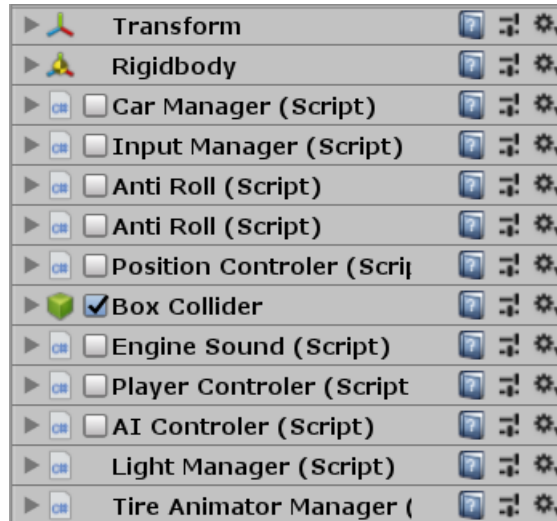 Transform
Rigidbody
Car Manager (Script)
Input Manager (Script)
Anti Roll (Script)
Anti Roll (Script)
Position Controler (Scrip
Box Collider
Engine Sound (Script)
Player Controler (Script
AI Controler (Script)
Light Manager (Script)
Tire Animator Manager (